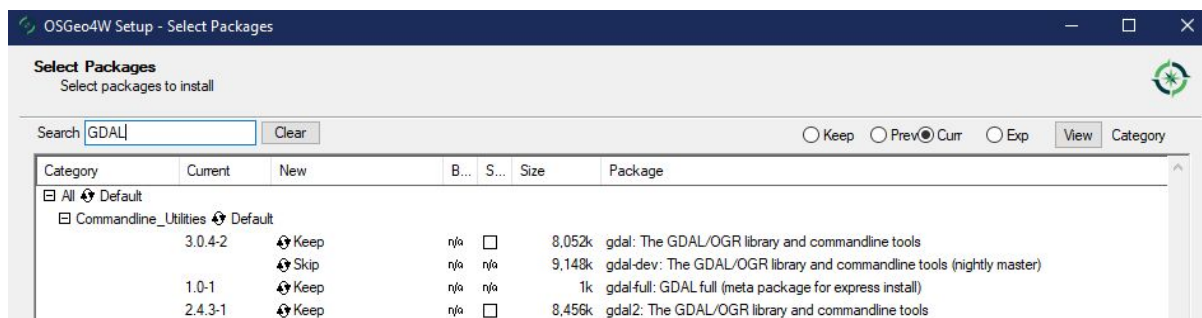 OSGeo4W Setup - Select Packages
Select Packages
Select packages to install
Search GDAL Clear Keep Prev Curr Exp View Category
Category Current New B... S... Size Package
All Default
Commandline_Utilities Default
3.0.4-2 Keep n/a 8,052k gdal: The GDAL/OGR library and commandline tools
Skip n/a n/a 9,148k gdal-dev: The GDAL/OGR library and commandline tools (nightly master)
1.0-1 Keep n/a n/a 1k gdal-full: GDAL full (meta package for express install)
2.4.3-1 Keep n/a 8,456k gdal2: The GDAL/OGR library and commandline tools